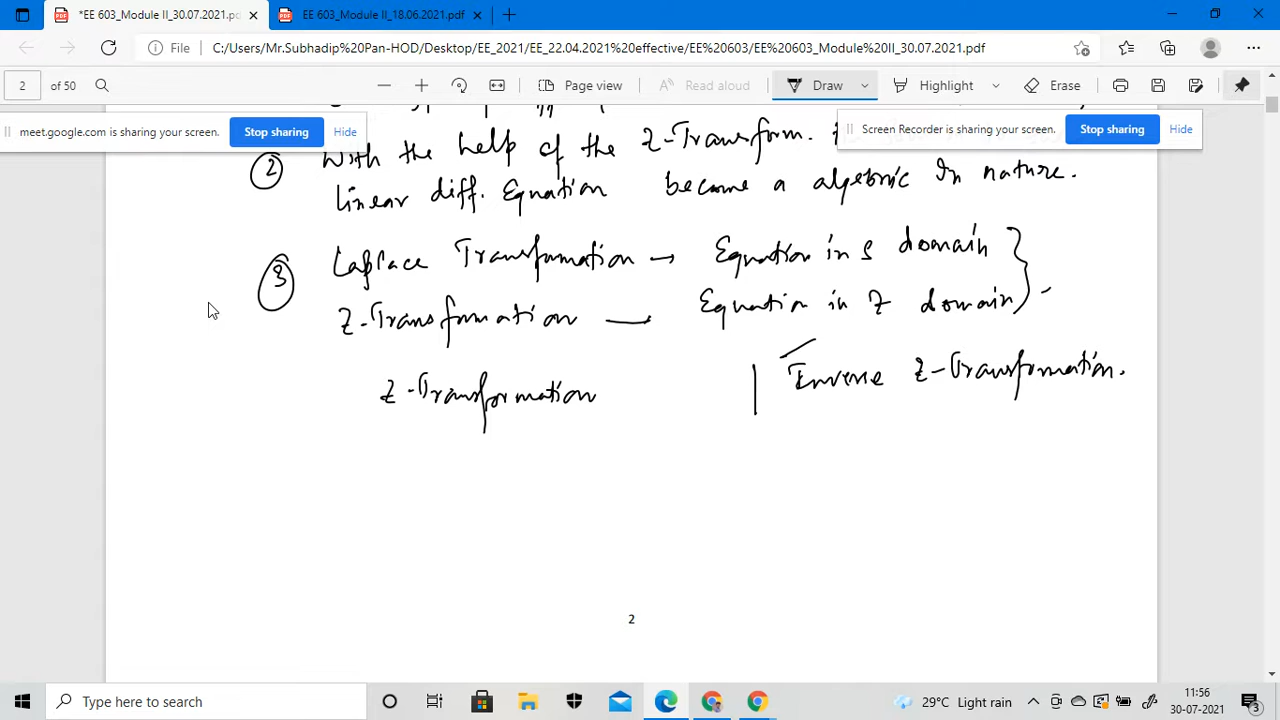 *EE 603_Module II_30.07.2021.pd
EE 603_Module II_18.06.2021.pdf
File
C:/Users/Mr.Subhadip%20Pan-HOD/Desktop/EE_2021/EE_22.04.2021%20effective/EE%20603/EE%20603_Module%20II_30.07.2021.pdf
2 of 50
Page view
Read aloud
Draw
Highlight
Erase
meet.google.com is sharing your screen. Stop sharing Hide
Screen Recorder is sharing your screen. Stop sharing Hide
2 With the help of the Z-Transform.
linear diff. Equation become a algebric in nature.
3 Laplace Transformation → Equation in s domain
Z-Transformation — Equation in Z domain
Z-Transformation | Inverse Z-Transformation.
2
Type here to search
29°C Light rain
11:56
30-07-2021
3